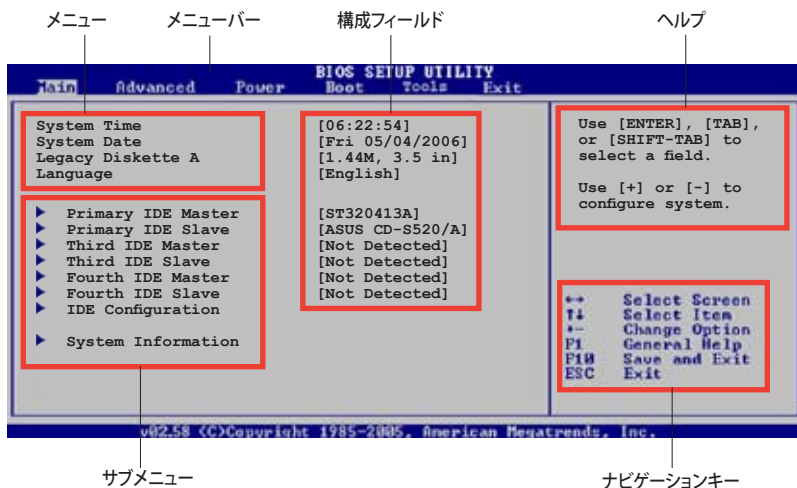 メニュー メニューバー 構成フィールド ヘルプ
BIOS SETUP UTILITY
Main Advanced Power Boot Tools Exit
System Time [06:22:54]
System Date [Fri 05/04/2006]
Legacy Diskette A [1.44M, 3.5 in]
Language [English]
Primary IDE Master [ST320413A]
Primary IDE Slave [ASUS CD-S520/A]
Third IDE Master [Not Detected]
Third IDE Slave [Not Detected]
Fourth IDE Master [Not Detected]
Fourth IDE Slave [Not Detected]
IDE Configuration
System Information
Use [ENTER], [TAB],
or [SHIFT-TAB] to
select a field.
Use [+] or [-] to
configure system.
←→ Select Screen
↑↓ Select Item
+- Change Option
F1 General Help
F10 Save and Exit
ESC Exit
v02.58 (C)Copyright 1985-2005, American Megatrends, Inc.
サブメニュー ナビゲーションキー